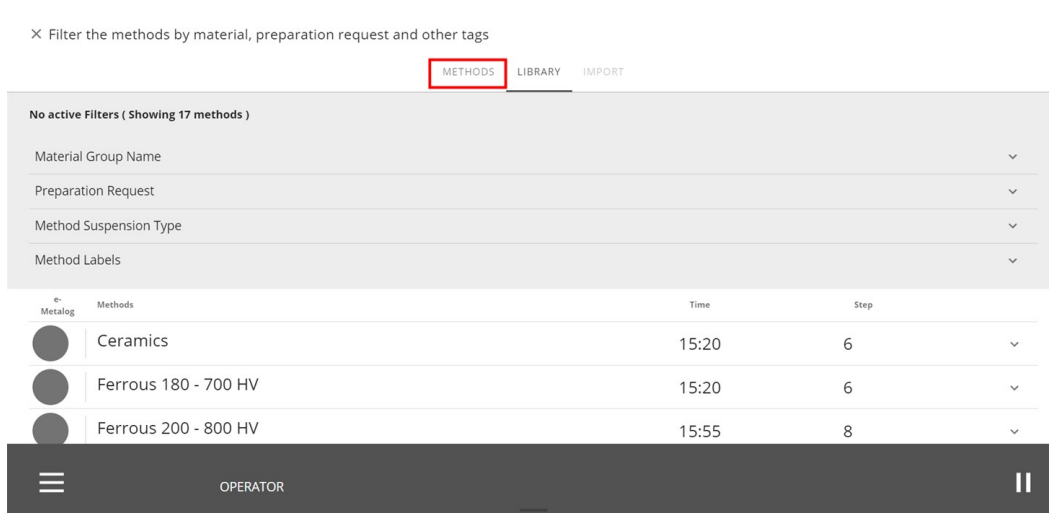 × Filter the methods by material, preparation request and other tags
METHODS LIBRARY IMPORT
No active Filters ( Showing 17 methods )
Material Group Name
Preparation Request
Method Suspension Type
Method Labels
e-
Metalog Methods Time Step
Ceramics 15:20 6
Ferrous 180 - 700 HV 15:20 6
Ferrous 200 - 800 HV 15:55 8
OPERATOR